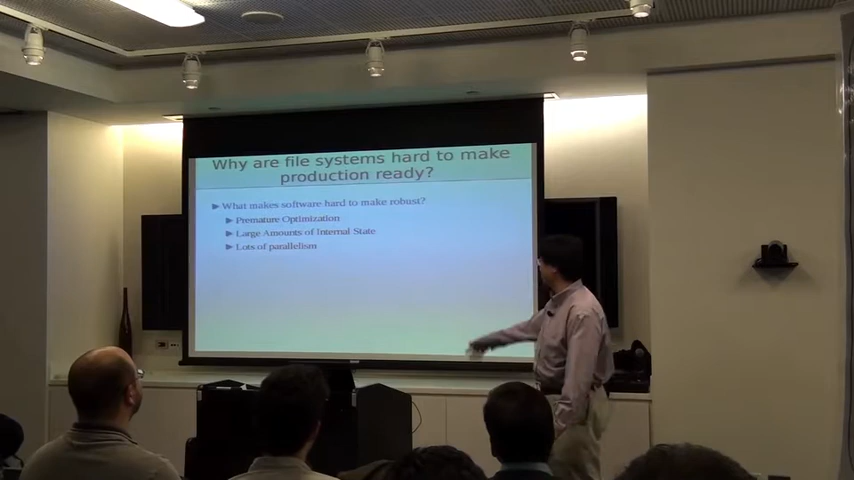 Why are file systems hard to make
production ready?
What makes software hard to make robust?
Premature Optimization
Large Amounts of Internal State
Lots of parallelism